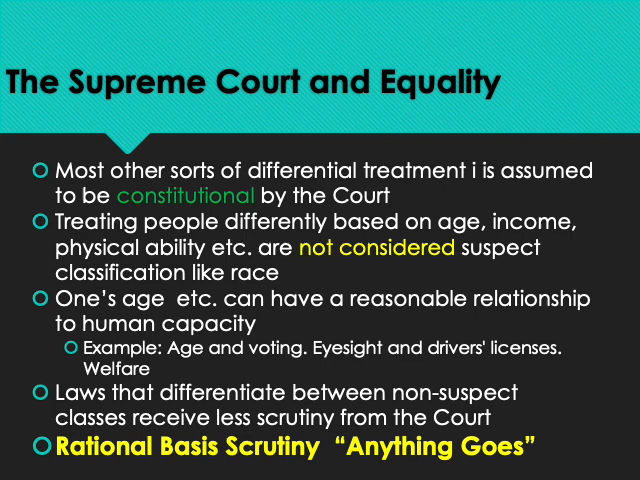 The Supreme Court and Equality
Most other sorts of differential treatment i is assumed
to be constitutional by the Court
Treating people differently based on age, income,
physical ability etc. are not considered suspect
classification like race
One's age  etc. can have a reasonable relationship
to human capacity
Example: Age and voting. Eyesight and drivers' licenses.
Welfare
Laws that differentiate between non-suspect
classes receive less scrutiny from the Court
Rational Basis Scrutiny  “Anything Goes”